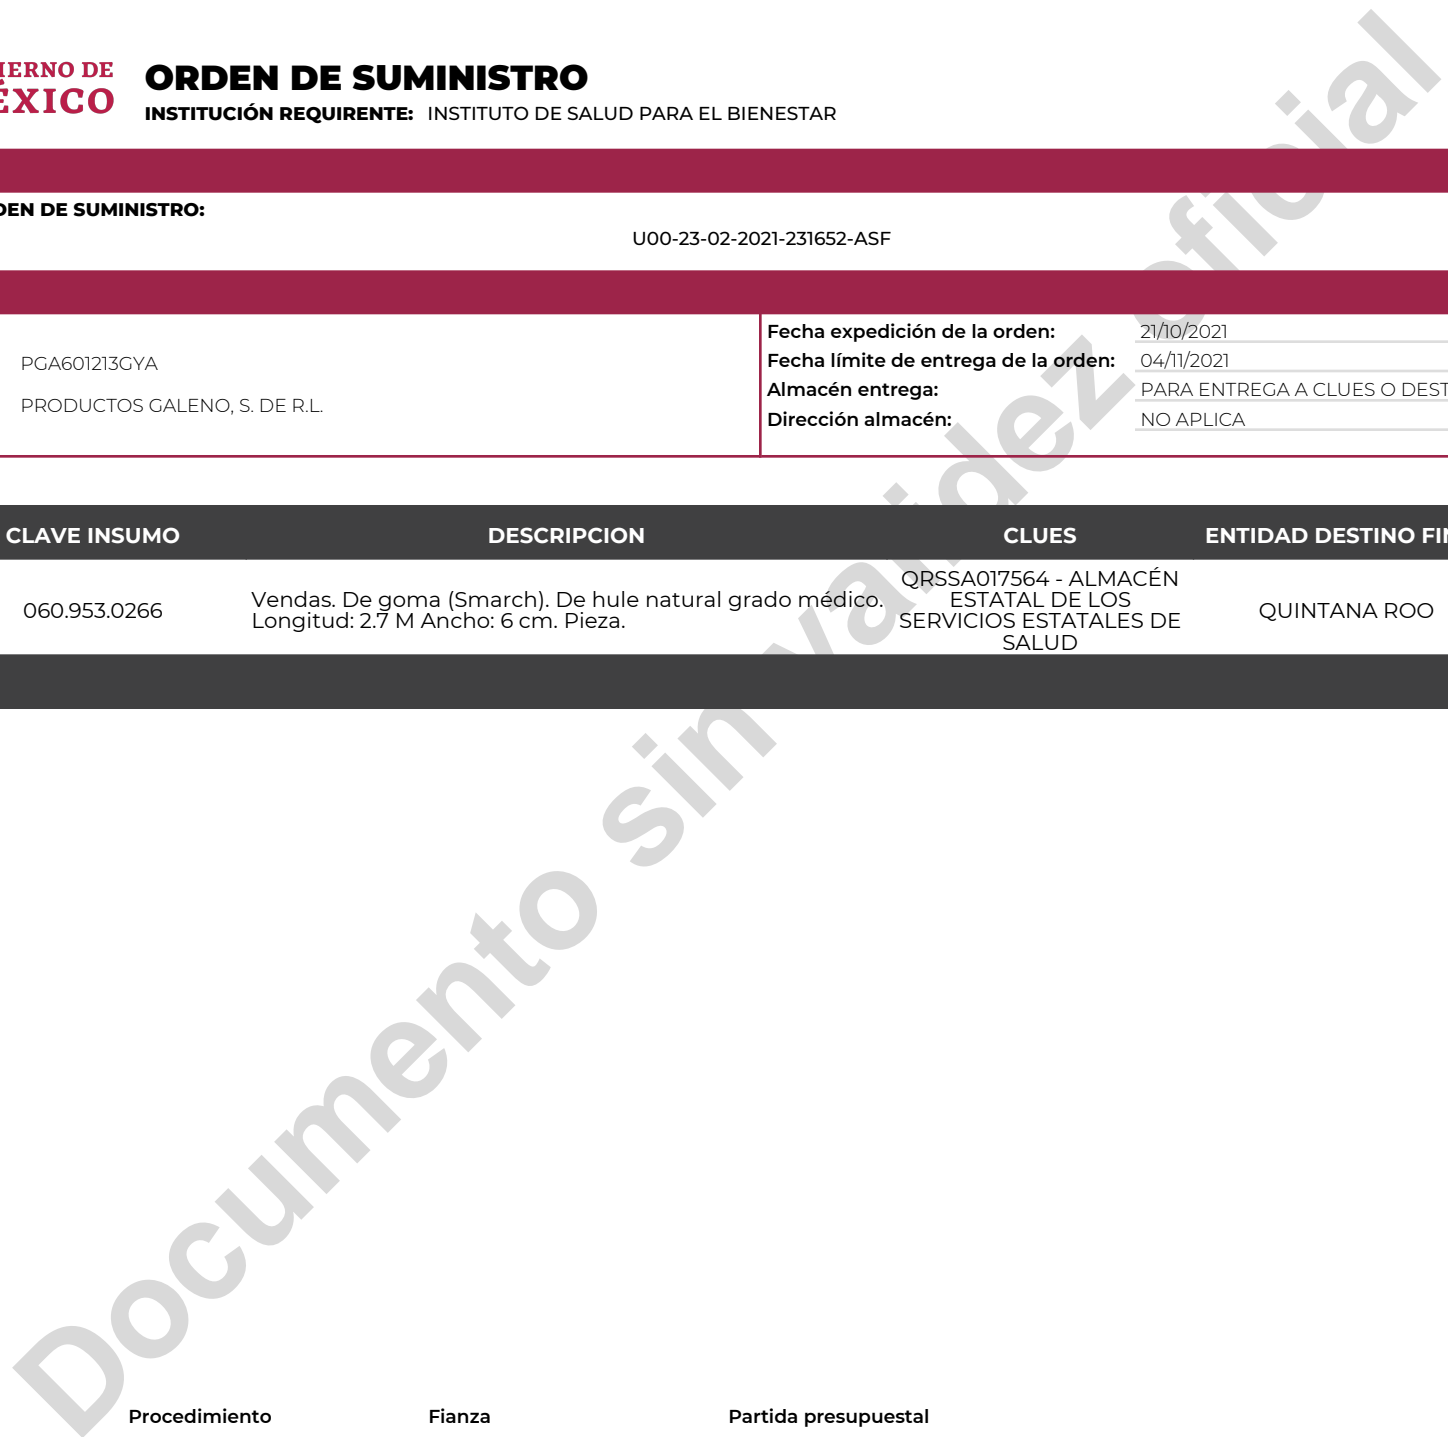 IERNO DE
ÉXICO
ORDEN DE SUMINISTRO
INSTITUCIÓN REQUIRENTE: INSTITUTO DE SALUD PARA EL BIENESTAR
DEN DE SUMINISTRO:
U00-23-02-2021-231652-ASF
PGA601213GYA
PRODUCTOS GALENO, S. DE R.L.
Fecha expedición de la orden: 21/10/2021
Fecha límite de entrega de la orden: 04/11/2021
Almacén entrega: PARA ENTREGA A CLUES O DEST
Dirección almacén: NO APLICA
CLAVE INSUMO DESCRIPCION CLUES ENTIDAD DESTINO FIN
060.953.0266
Vendas. De goma (Smarch). De hule natural grado médico.
Longitud: 2.7 M Ancho: 6 cm. Pieza.
QRSSA017564 - ALMACÉN
ESTATAL DE LOS
SERVICIOS ESTATALES DE
SALUD
QUINTANA ROO
Documento sin validez oficial
Procedimiento Fianza Partida presupuestal